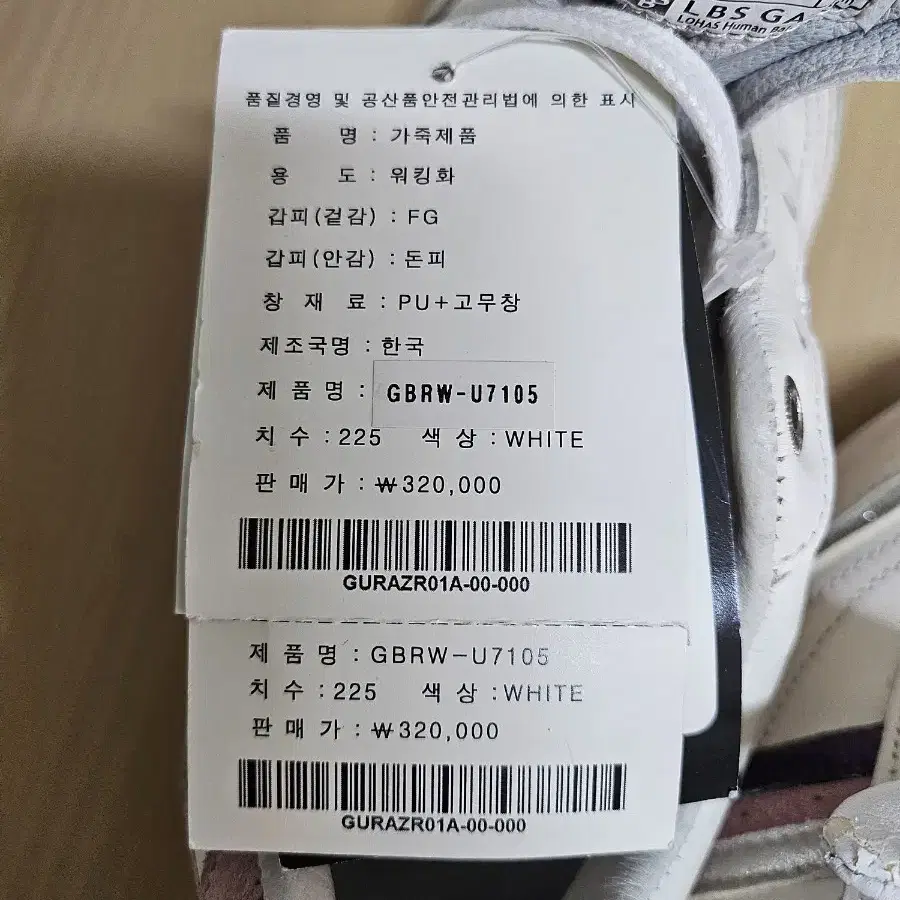 LBS GA
LOHAS Human Ba
품질경영 및 공산품안전관리법에 의한 표시
품 명 : 가죽제품
용 도 : 워킹화
갑피(겉감) : FG
갑피(안감) : 돈피
창 재 료 : PU+고무창
제조국명 : 한국
제 품 명 : GBRW-U7105
치 수 : 225 색 상 : WHITE
판 매 가 : ₩320,000
GURAZR01A-00-000
제 품 명 : GBRW-U7105
치 수 : 225 색 상 : WHITE
판 매 가 : ₩320,000
GURAZR01A-00-000